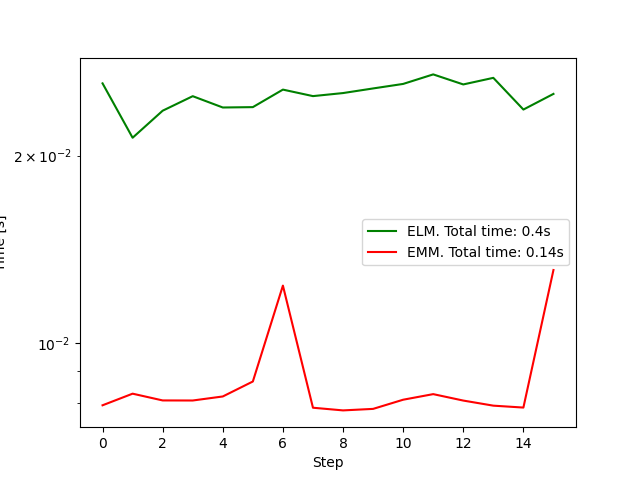 2 × 10⁻²
10⁻²
Time [s]
ELM. Total time: 0.4s
EMM. Total time: 0.14s
0 2 4 6 8 10 12 14
Step